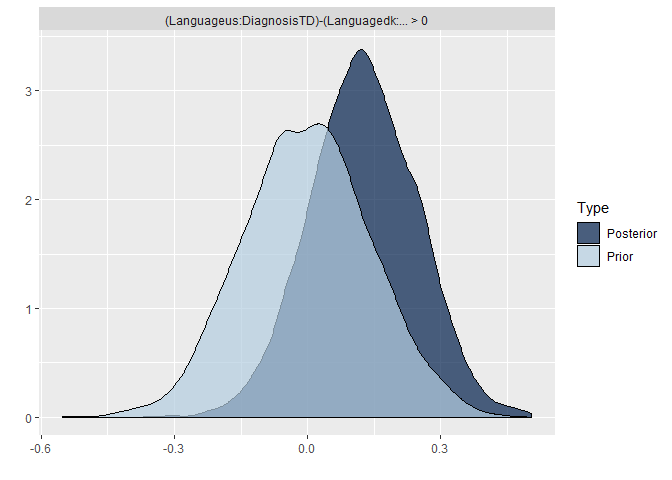 (Languageus:DiagnosisTD)-(Languagedk:... > 0
3
2
1
0
-0.6
-0.3
0.0
0.3
Type
Posterior
Prior